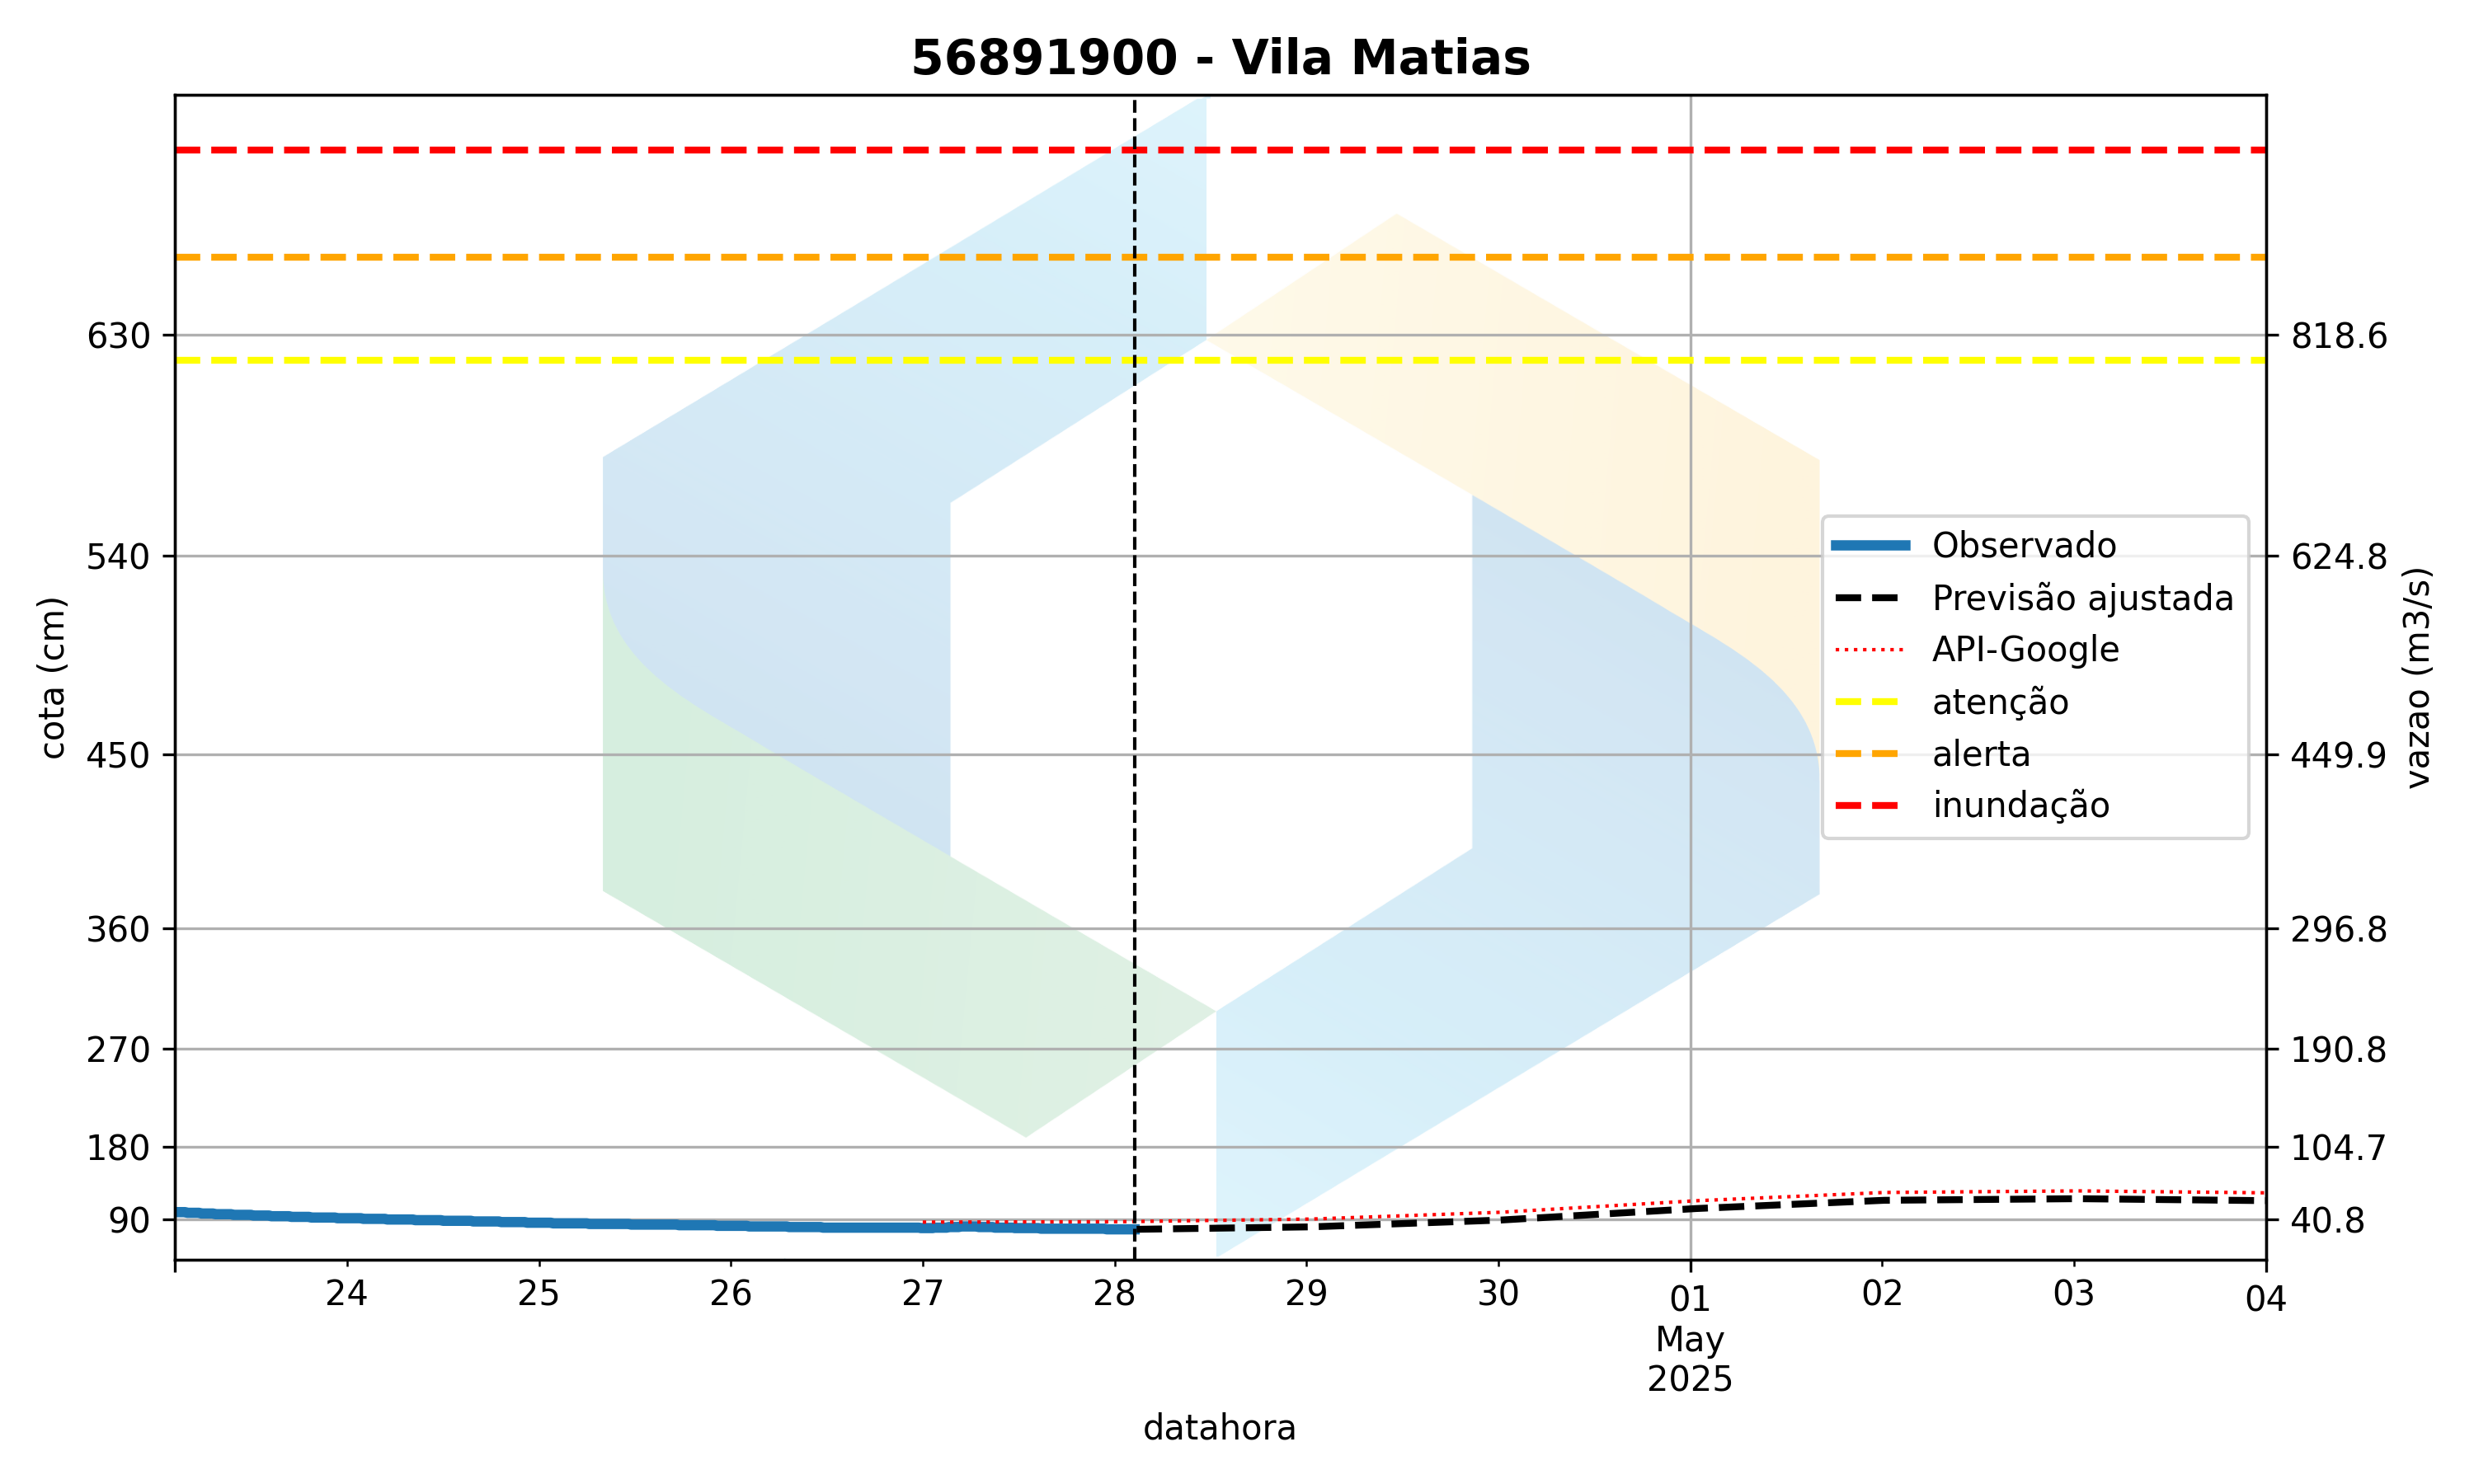 56891900 - Vila Matias
630
540
450
360
270
180
90
cota (cm)
818.6
624.8
449.9
296.8
190.8
104.7
40.8
vazao (m3/s)
Observado
Previsão ajustada
API-Google
atenção
alerta
inundação
24 25 26 27 28 29 30 01 02 03 04
May
2025
datahora